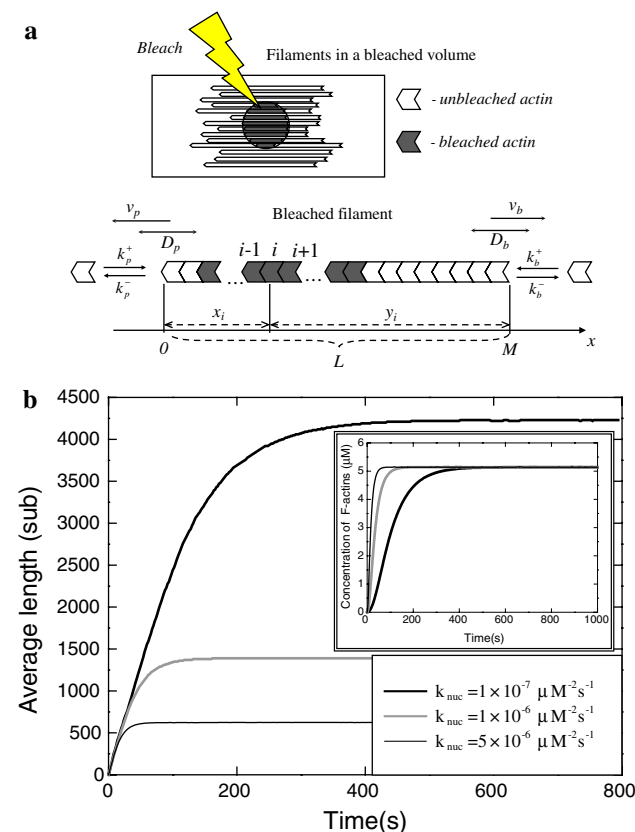 a
Bleach
Filaments in a bleached volume
- unbleached actin
- bleached actin
Bleached filament
v_p
D_p
v_b
D_b
k_p^+
k_p^-
i-1 i i+1
... ...
k_b^+
k_b^-
x_i
y_i
0
L
M
x
b
Average length (sub)
4500
4000
3500
3000
2500
2000
1500
1000
500
0
0 200 400 600 800
Time(s)
Concentration of F-actins (μM)
6
5
4
3
2
1
0
0 200 400 600 800 1000
Time(s)
k nuc =1×10^-7 μM^-2s^-1
k nuc =1×10^-6 μM^-2s^-1
k nuc =5×10^-6 μM^-2s^-1